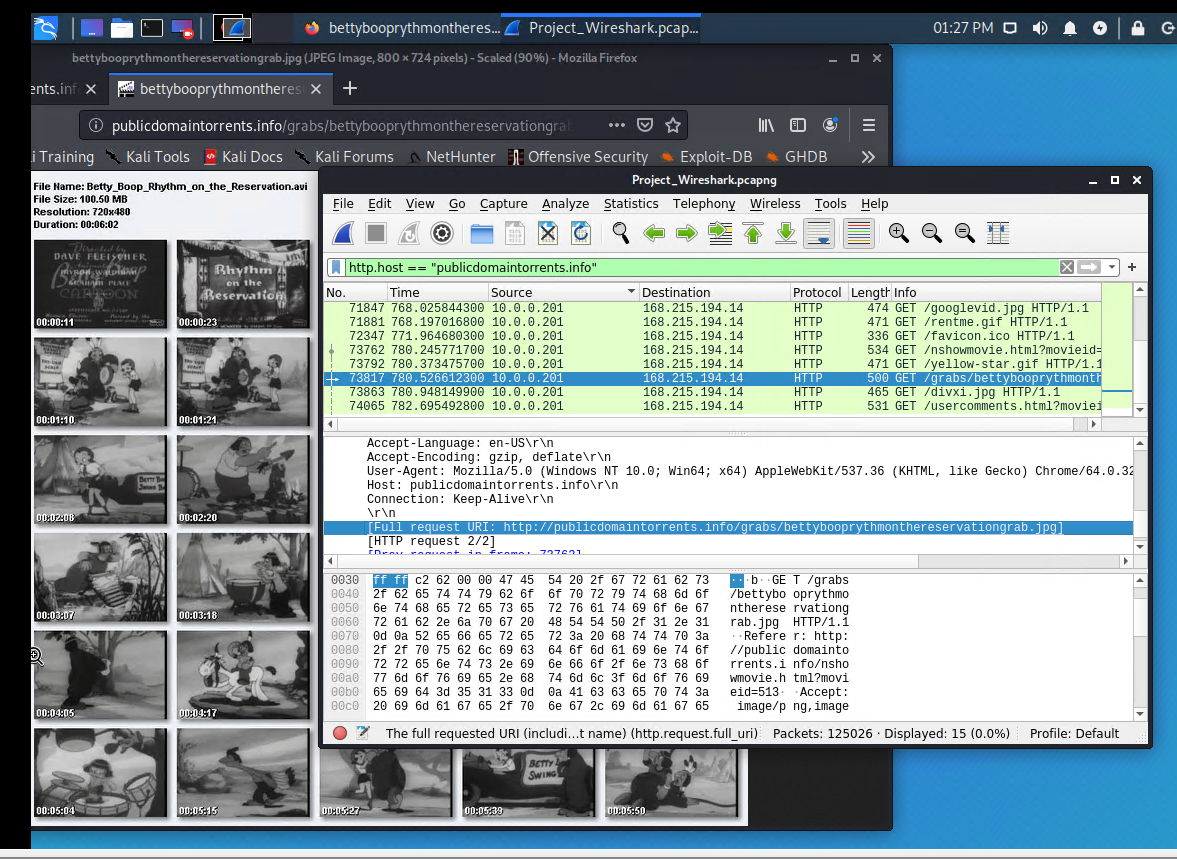 bettybooprythmontheres...
Project_Wireshark.pcap...
01:27 PM
bettybooprythmonthereservationgrab.jpg (JPEG Image, 800 × 724 pixels) - Scaled (90%) - Mozilla Firefox
ents.inf
bettybooprythmontheres
publicdomaintorrents.info/grabs/bettybooprythmonthereservationgra
i Training
Kali Tools
Kali Docs
Kali Forums
NetHunter
Offensive Security
Exploit-DB
GHDB
File Name: Betty_Boop_Rhythm_on_the_Reservation.avi
File Size: 100.50 MB
Resolution: 720x480
Duration: 00:06:02
Directed by
DAVE FLEISCHER
CARTOON
00:00:11
Rhythm
on the
Reservation
00:00:23
00:01:10
00:01:21
00:02:08
00:02:20
00:03:07
00:03:18
00:04:05
00:04:17
00:05:04
00:05:15
00:05:27
BETTY
SWING
00:05:39
00:05:50
Project_Wireshark.pcapng
File Edit View Go Capture Analyze Statistics Telephony Wireless Tools Help
http.host == "publicdomaintorrents.info"
No. Time Source Destination Protocol Length Info
71847 768.025844300 10.0.0.201 168.215.194.14 HTTP 474 GET /googlevid.jpg HTTP/1.1
71881 768.197016800 10.0.0.201 168.215.194.14 HTTP 471 GET /rentme.gif HTTP/1.1
72347 771.964680300 10.0.0.201 168.215.194.14 HTTP 336 GET /favicon.ico HTTP/1.1
73762 780.245771700 10.0.0.201 168.215.194.14 HTTP 534 GET /nshowmovie.html?movieid=
73792 780.373475700 10.0.0.201 168.215.194.14 HTTP 471 GET /yellow-star.gif HTTP/1.1
73817 780.526612300 10.0.0.201 168.215.194.14 HTTP 500 GET /grabs/bettybooprythmonth
73863 780.948149900 10.0.0.201 168.215.194.14 HTTP 465 GET /divxi.jpg HTTP/1.1
74065 782.695492800 10.0.0.201 168.215.194.14 HTTP 531 GET /usercomments.html?moviei
Accept-Language: en-US\r\n
Accept-Encoding: gzip, deflate\r\n
User-Agent: Mozilla/5.0 (Windows NT 10.0; Win64; x64) AppleWebKit/537.36 (KHTML, like Gecko) Chrome/64.0.32
Host: publicdomaintorrents.info\r\n
Connection: Keep-Alive\r\n
\r\n
[Full request URI: http://publicdomaintorrents.info/grabs/bettybooprythmonthereservationgrab.jpg]
[HTTP request 2/2]
[Prev request in frame: 73762]
0030 ff ff c2 62 00 00 47 45 54 20 2f 67 72 61 62 73 ···b··GE T /grabs
0040 2f 62 65 74 74 79 62 6f 6f 70 72 79 74 68 6d 6f /bettybo oprythmo
0050 6e 74 68 65 72 65 73 65 72 76 61 74 69 6f 6e 67 ntherese rvationg
0060 72 61 62 2e 6a 70 67 20 48 54 54 50 2f 31 2e 31 rab.jpg  HTTP/1.1
0070 0d 0a 52 65 66 65 72 65 72 3a 20 68 74 74 70 3a ··Refere r: http:
0080 2f 2f 70 75 62 6c 69 63 64 6f 6d 61 69 6e 74 6f //public domainto
0090 72 72 65 6e 74 73 2e 69 6e 66 6f 2f 6e 73 68 6f rrents.i nfo/nsho
00a0 77 6d 6f 76 69 65 2e 68 74 6d 6c 3f 6d 6f 76 69 wmovie.h tml?movi
00b0 65 69 64 3d 35 31 33 0d 0a 41 63 63 65 70 74 3a eid=513· ·Accept:
00c0 20 69 6d 61 67 65 2f 70 6e 67 2c 69 6d 61 67 65 image/p ng,image
The full requested URI (includi…t name) (http.request.full_uri)
Packets: 125026 · Displayed: 15 (0.0%)
Profile: Default